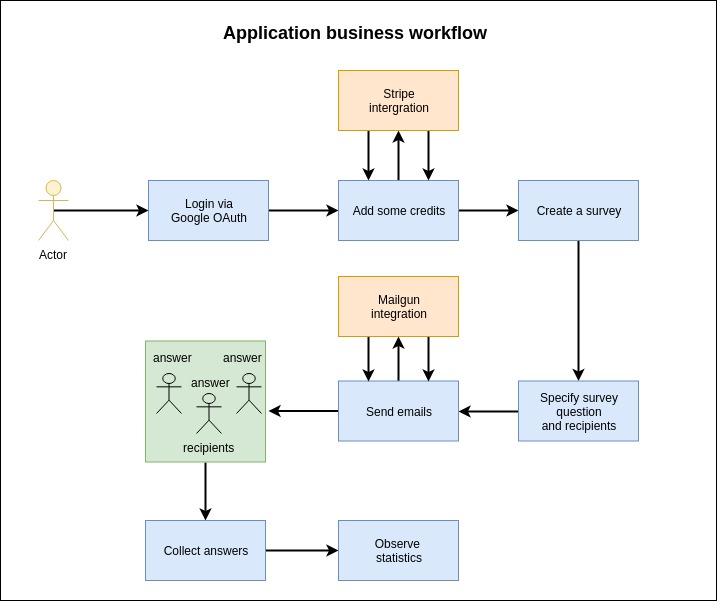 Application business workflow
Stripe
intergration
Login via
Google OAuth
Add some credits
Create a survey
Actor
Mailgun
integration
answer
answer
answer
recipients
Send emails
Specify survey
question
and recipients
Collect answers
Observe
statistics